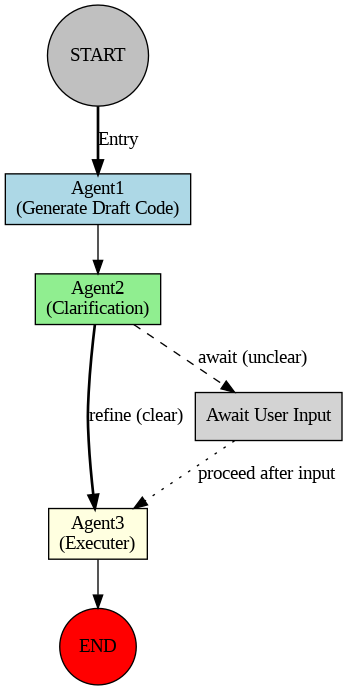 START
Entry
Agent1
(Generate Draft Code)
Agent2
(Clarification)
await (unclear)
refine (clear)
Await User Input
proceed after input
Agent3
(Executer)
END